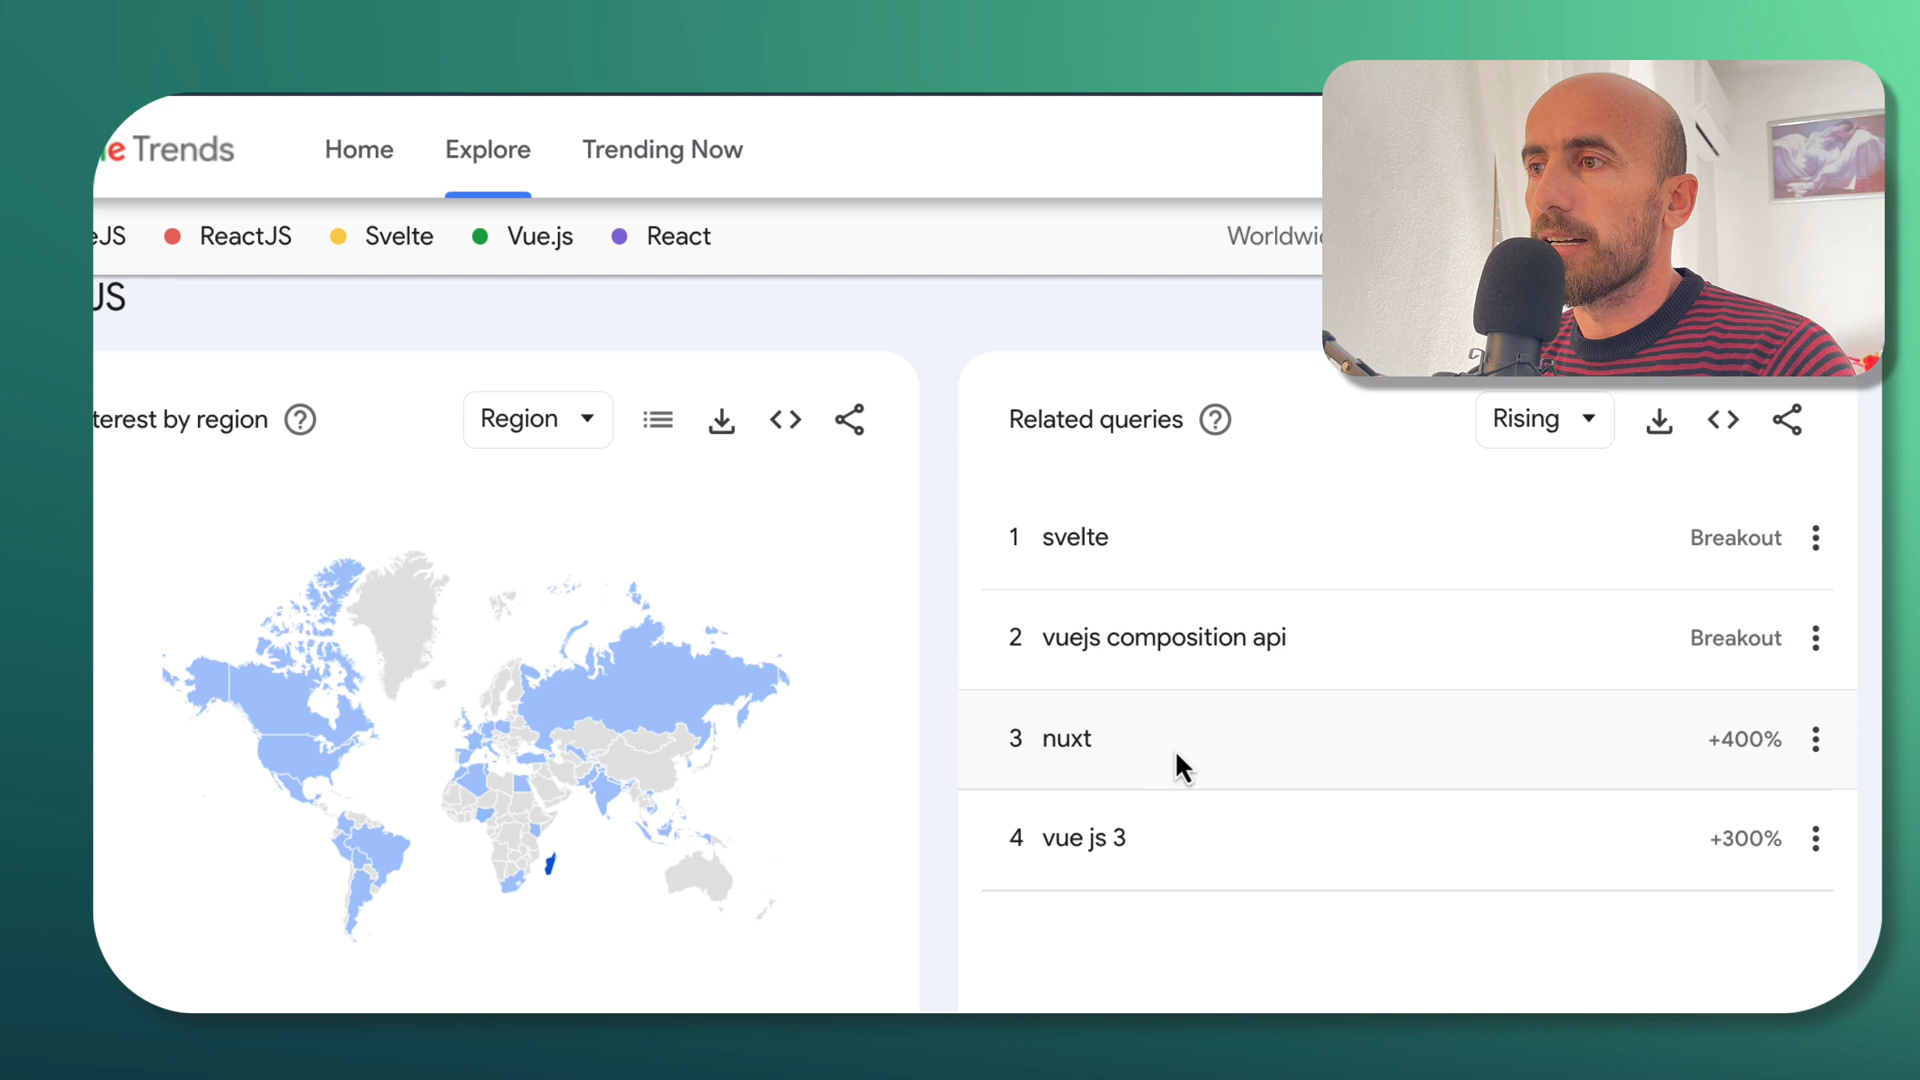 e Trends
Home
Explore
Trending Now
eJS
ReactJS
Svelte
Vue.js
React
Worldwi
JS
terest by region
Region
Related queries
Rising
1 svelte Breakout
2 vuejs composition api Breakout
3 nuxt +400%
4 vue js 3 +300%